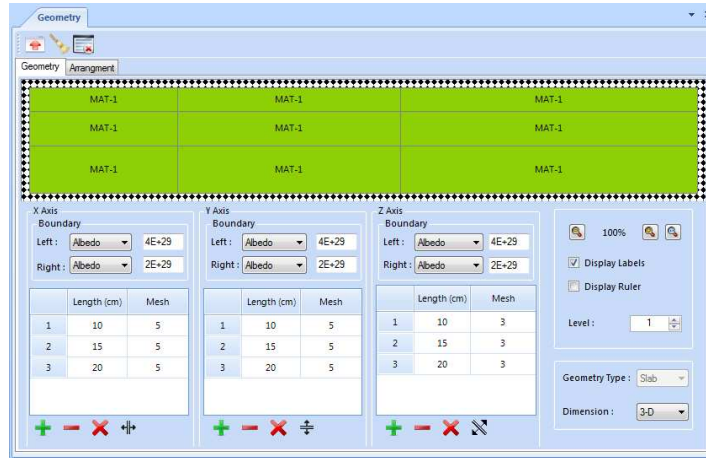 Geometry
Geometry Arrangment
MAT-1 MAT-1 MAT-1
MAT-1 MAT-1 MAT-1
MAT-1 MAT-1 MAT-1
X Axis
Boundary
Left : Albedo 4E+29
Right : Albedo 2E+29
Length (cm) Mesh
1 10 5
2 15 5
3 20 5
Y Axis
Boundary
Left : Albedo 4E+29
Right : Albedo 2E+29
Length (cm) Mesh
1 10 5
2 15 5
3 20 5
Z Axis
Boundary
Left : Albedo 4E+29
Right : Albedo 2E+29
Length (cm) Mesh
1 10 3
2 15 3
3 20 3
100%
Display Labels
Display Ruler
Level : 1
Geometry Type : Slab
Dimension : 3-D